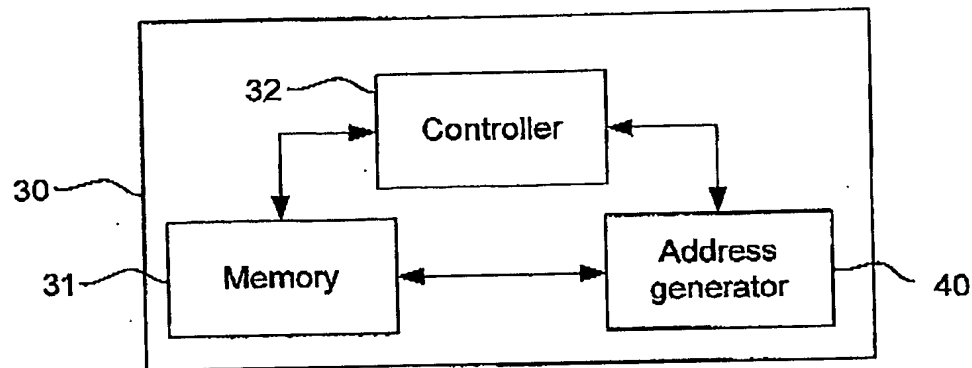 32
Controller
30
31
Memory
Address
generator
40